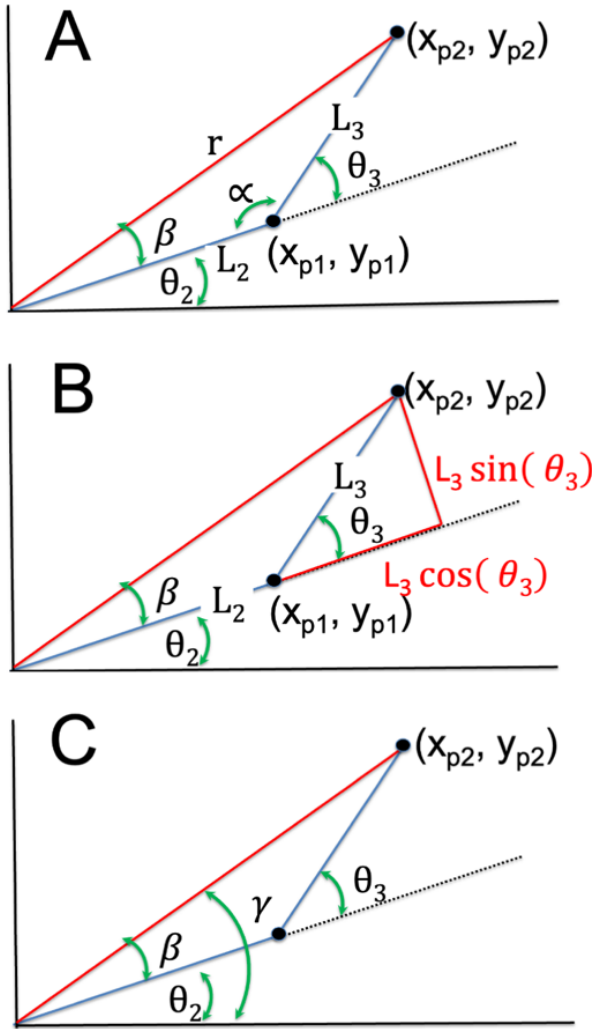 A
(xp2, yp2)
L3
r
θ3
∝
β
L2
(xp1, yp1)
θ2
B
(xp2, yp2)
L3 sin( θ3)
L3
θ3
L3 cos( θ3)
β
L2
(xp1, yp1)
θ2
C
(xp2, yp2)
θ3
γ
β
θ2